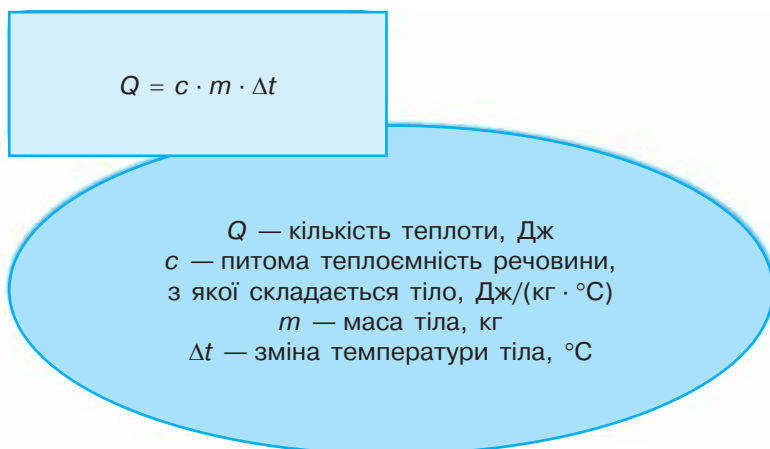 Q = c · m · Δt
Q — кількість теплоти, Дж
c — питома теплоємність речовини,
з якої складається тіло, Дж/(кг · °С)
m — маса тіла, кг
Δt — зміна температури тіла, °С